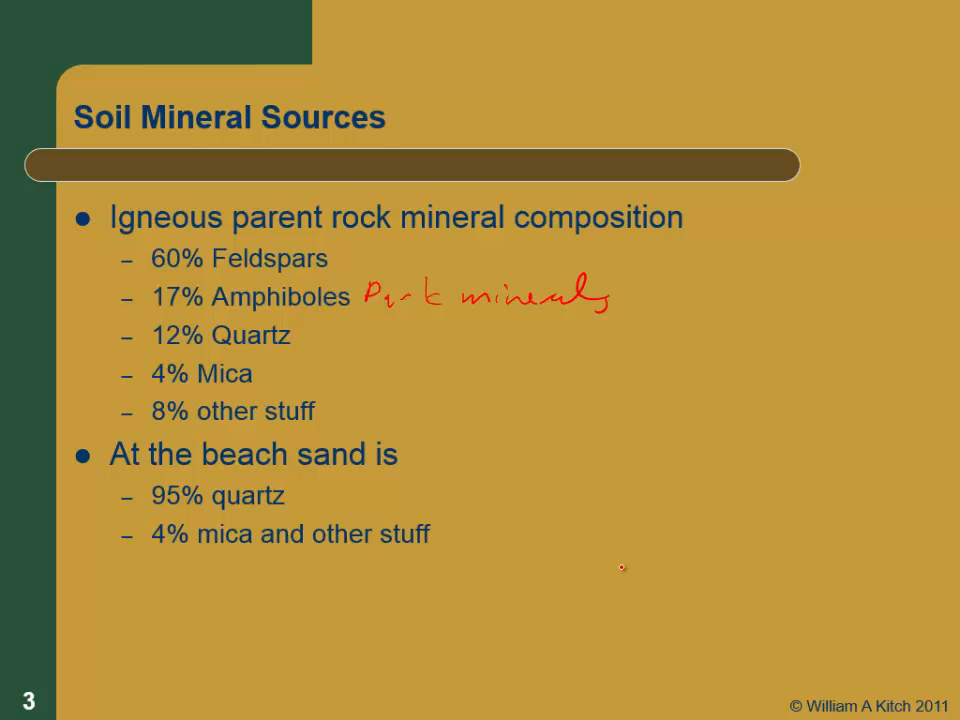 Soil Mineral Sources
● Igneous parent rock mineral composition
– 60% Feldspars
– 17% Amphiboles minerals
– 12% Quartz
– 4% Mica
– 8% other stuff
● At the beach sand is
– 95% quartz
– 4% mica and other stuff
3
© William A Kitch 2011